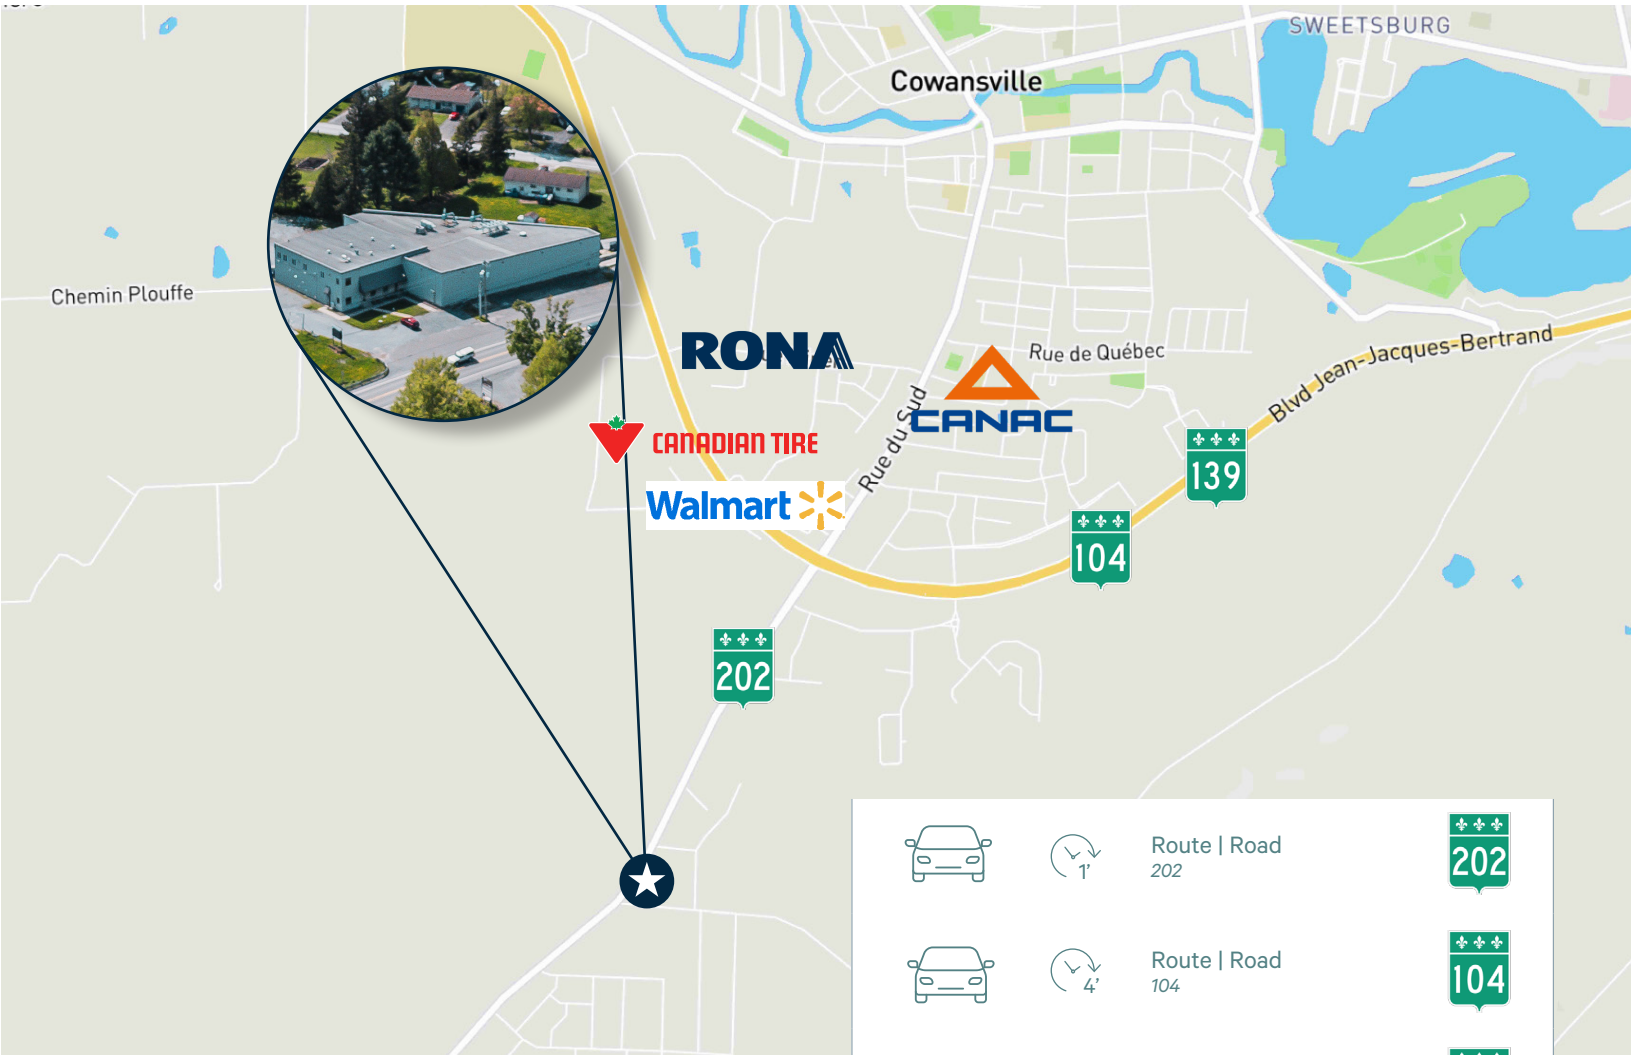 SWEETSBURG
Cowansville
Chemin Plouffe
RONA
Rue de Québec
Blvd Jean-Jacques-Bertrand
CANAC
Rue du Sud
CANADIAN TIRE
139
Walmart
104
202
1'
Route | Road
202
202
4'
Route | Road
104
104